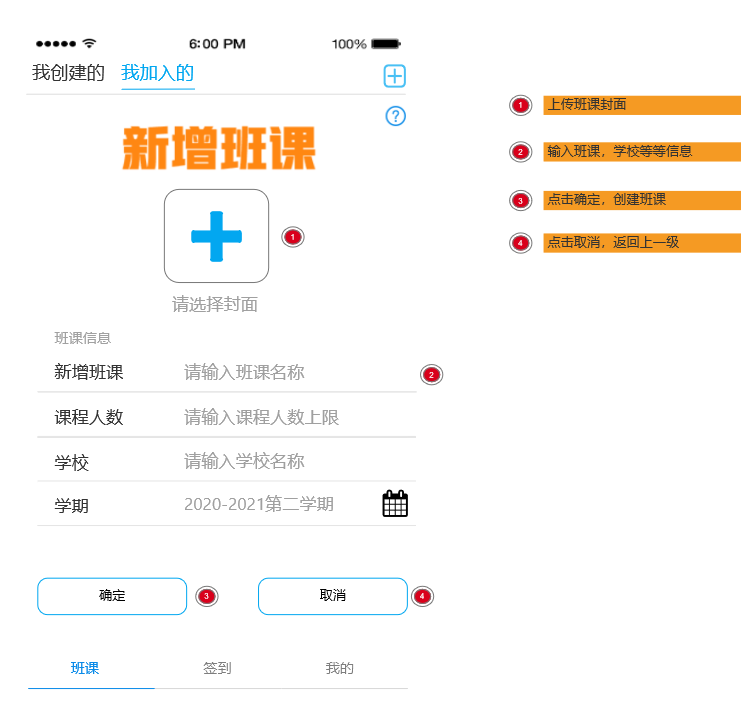 6:00 PM 100%
我创建的 我加入的
新增班课
1
请选择封面
班课信息
新增班课 请输入班课名称 2
课程人数 请输入课程人数上限
学校 请输入学校名称
学期 2020-2021第二学期
确定 3 取消 4
班课 签到 我的
1 上传班课封面
2 输入班课，学校等等信息
3 点击确定，创建班课
4 点击取消，返回上一级